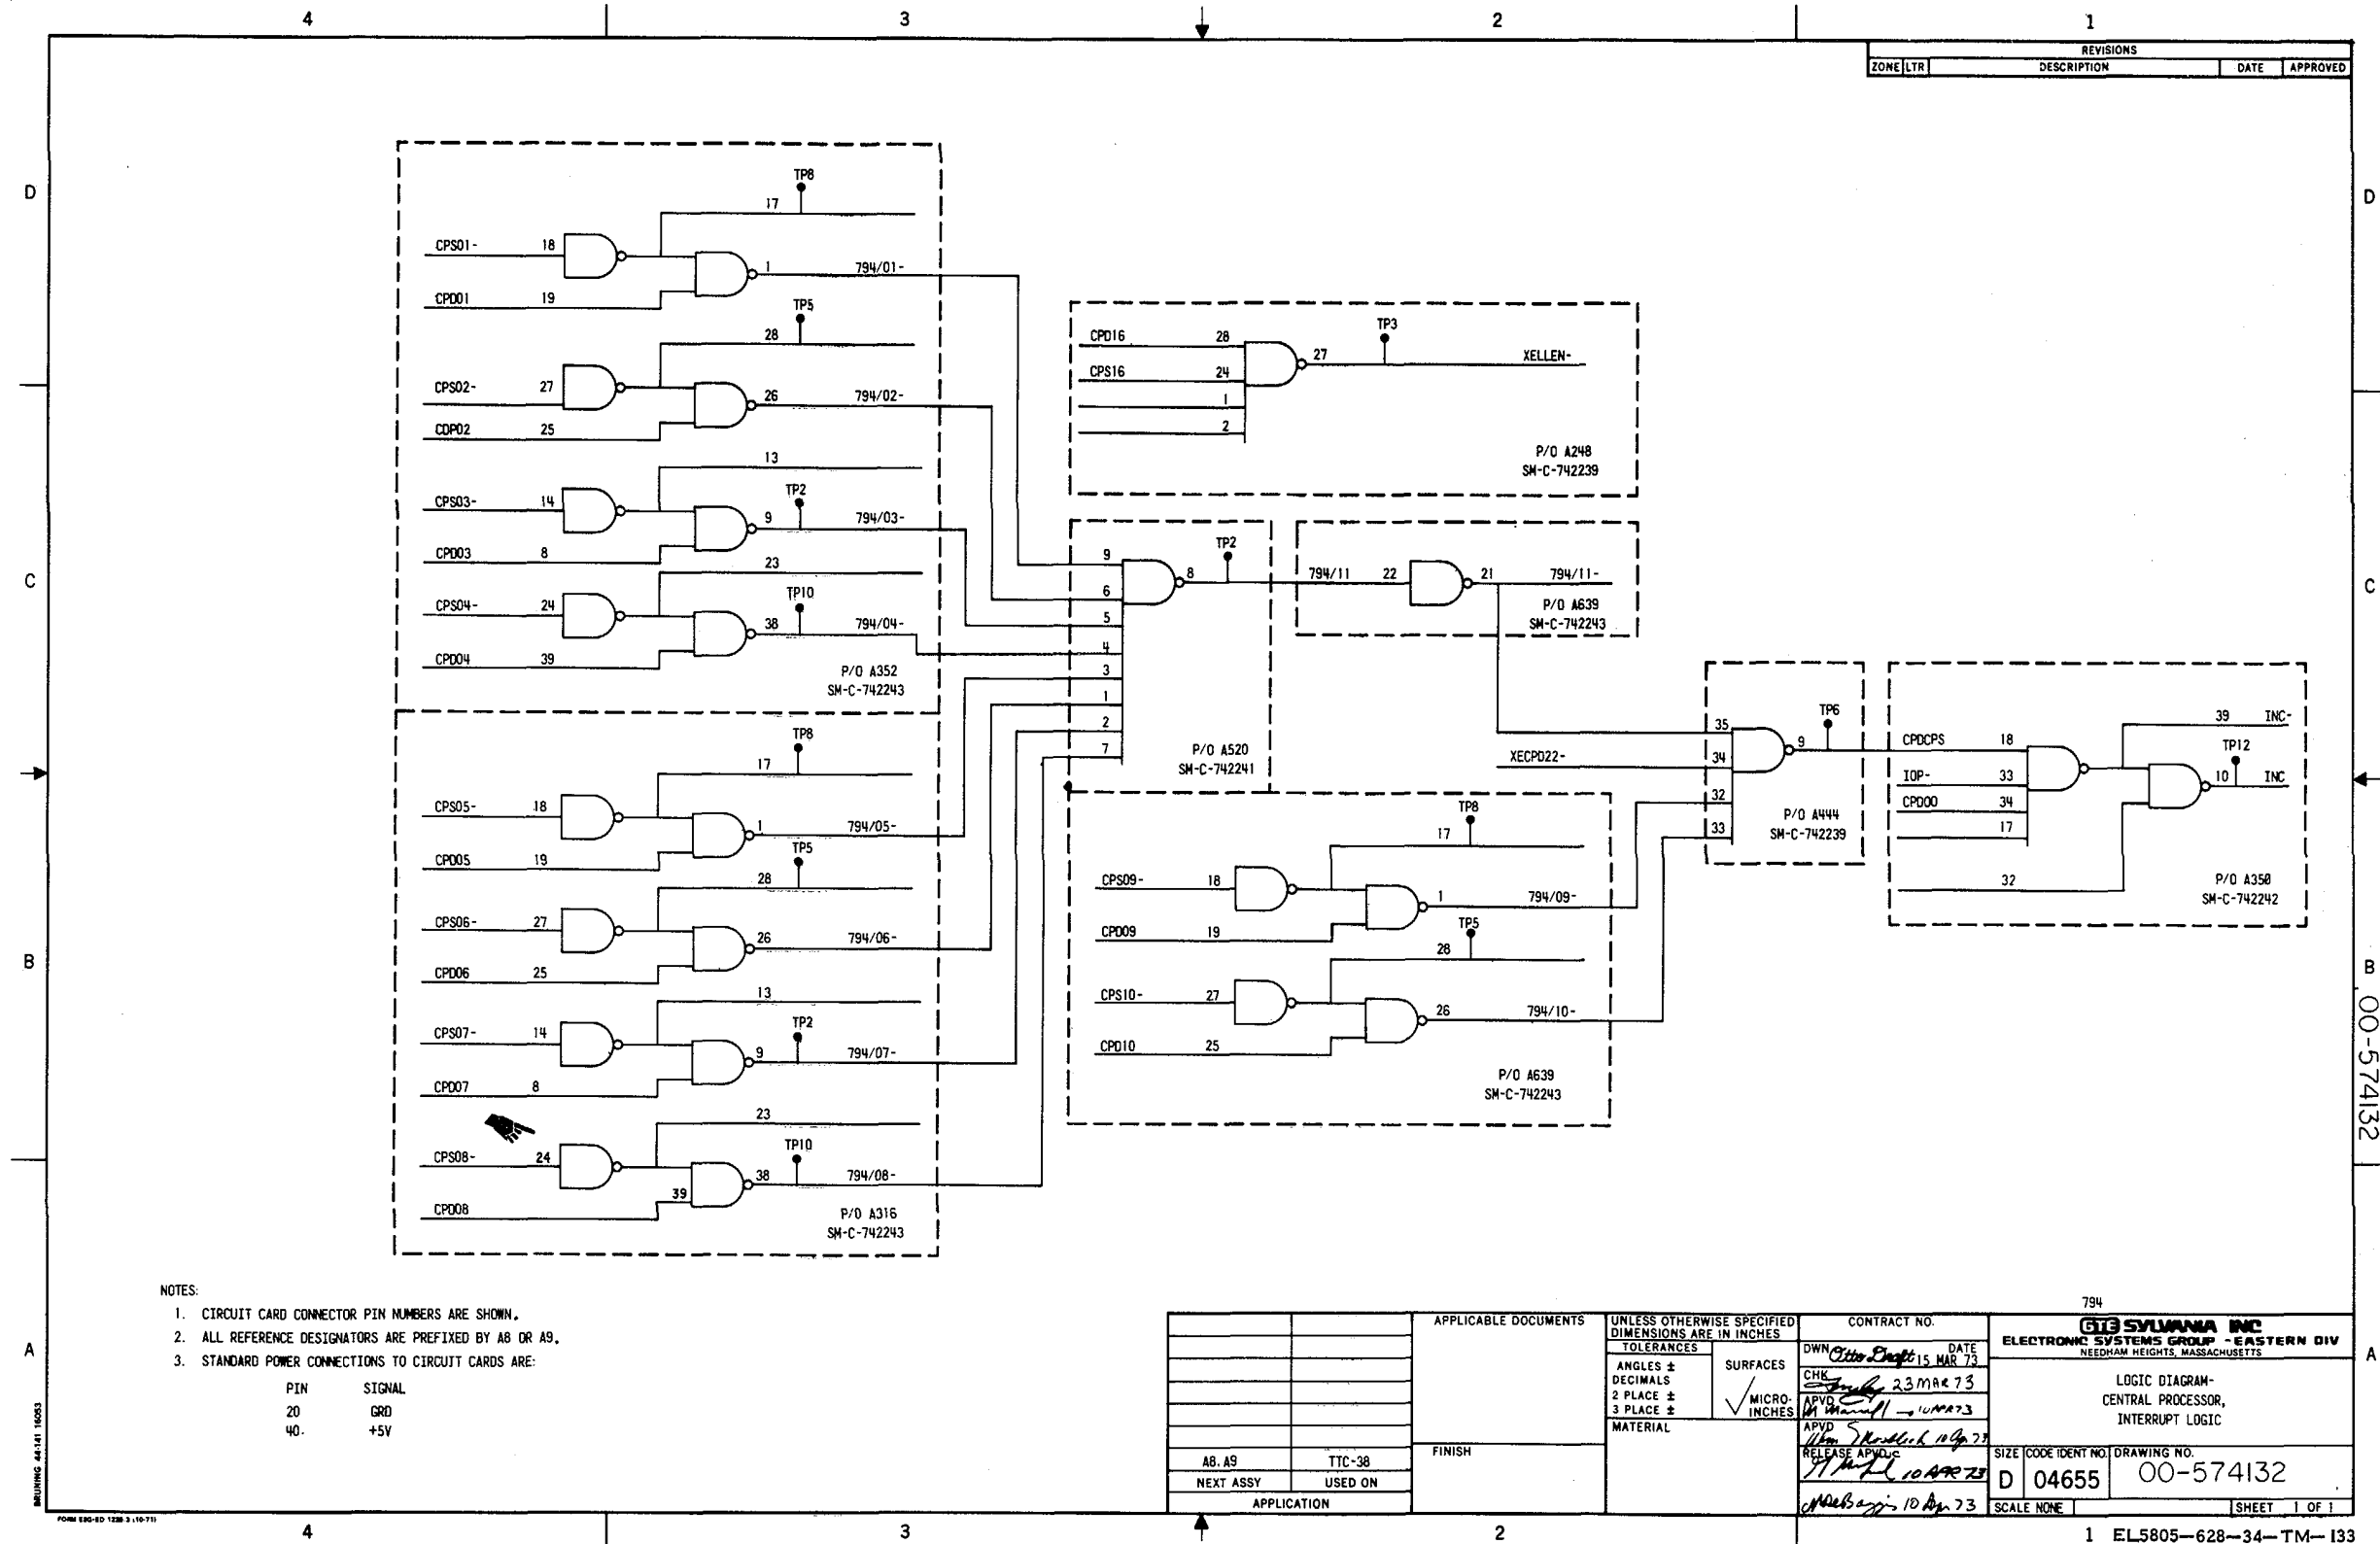 4 3 2 1
REVISIONS
ZONE LTR DESCRIPTION DATE APPROVED
D D
TP8
17
CPS01- 18
1 794/01-
CPD01 19
TP5
28
CPS02- 27
26 794/02-
CDP02 25
13
CPS03- 14
TP2
9 794/03-
CPD03 8
23
CPS04- 24
TP10
38 794/04-
CPD04 39
P/O A352
SM-C-742243
TP8
17
CPS05- 18
1 794/05-
CPD05 19
TP5
28
CPS06- 27
26 794/06-
CPD06 25
13
CPS07- 14
TP2
9 794/07-
CPD07 8
23
CPS08- 24
TP10
38 794/08-
39
CPD08
P/O A316
SM-C-742243
CPD16 28
TP3
27 XELLEN-
CPS16 24
1
2
P/O A248
SM-C-742239
C C
9
6
5
4
3
1
2
7
TP2
8
P/O A520
SM-C-742241
794/11 22
21 794/11-
P/O A639
SM-C-742243
TP8
17
CPS09- 18
1 794/09-
CPD09 19
TP5
28
CPS10- 27
26 794/10-
CPD10 25
P/O A639
SM-C-742243
35
XECPD22- 34
32
33
TP6
9
P/O A444
SM-C-742239
39 INC-
CPDCPS 18
TP12
IOP- 33
10 INC
CPD00 34
17
32
P/O A350
SM-C-742242
B B
00-574132
NOTES:
1. CIRCUIT CARD CONNECTOR PIN NUMBERS ARE SHOWN.
2. ALL REFERENCE DESIGNATORS ARE PREFIXED BY A8 OR A9.
3. STANDARD POWER CONNECTIONS TO CIRCUIT CARDS ARE:
PIN SIGNAL
20 GRD
40. +5V
A A
BRUNING 44-141 16053
A8. A9 TTC-38
NEXT ASSY USED ON
APPLICATION
APPLICABLE DOCUMENTS
FINISH
UNLESS OTHERWISE SPECIFIED
DIMENSIONS ARE IN INCHES
TOLERANCES
ANGLES ±
DECIMALS
2 PLACE ±
3 PLACE ±
SURFACES
MICRO-
INCHES
MATERIAL
CONTRACT NO.
DWN DATE
15 MAR 73
CHK 23 MAR 73
APVD 10 APR 73
APVD
RELEASE APVD
10 APR 73
10 Apr 73
794
GTE SYLVANIA INC
ELECTRONIC SYSTEMS GROUP - EASTERN DIV
NEEDHAM HEIGHTS, MASSACHUSETTS
LOGIC DIAGRAM-
CENTRAL PROCESSOR,
INTERRUPT LOGIC
SIZE CODE IDENT NO. DRAWING NO.
D 04655 00-574132
SCALE NONE SHEET 1 OF 1
4 3 2 1
EL5805-628-34-TM-133